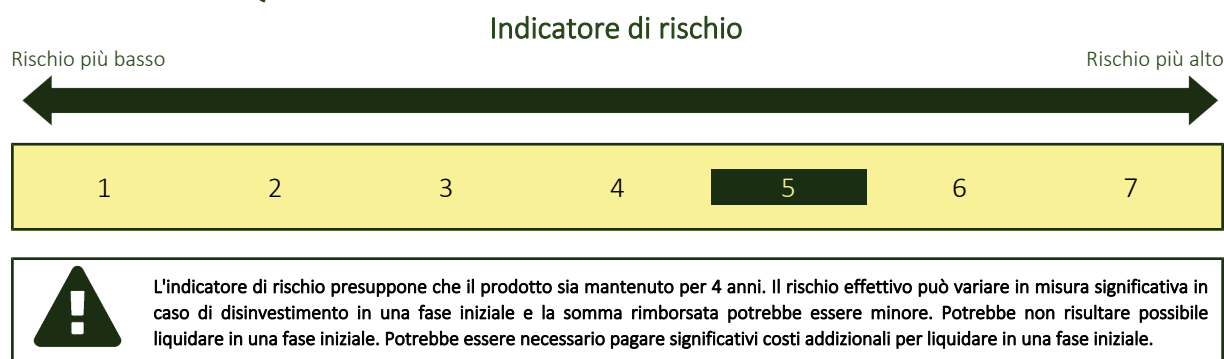 Indicatore di rischio
Rischio più basso
Rischio più alto
1 2 3 4 5 6 7
L'indicatore di rischio presuppone che il prodotto sia mantenuto per 4 anni. Il rischio effettivo può variare in misura significativa in
caso di disinvestimento in una fase iniziale e la somma rimborsata potrebbe essere minore. Potrebbe non risultare possibile
liquidare in una fase iniziale. Potrebbe essere necessario pagare significativi costi addizionali per liquidare in una fase iniziale.